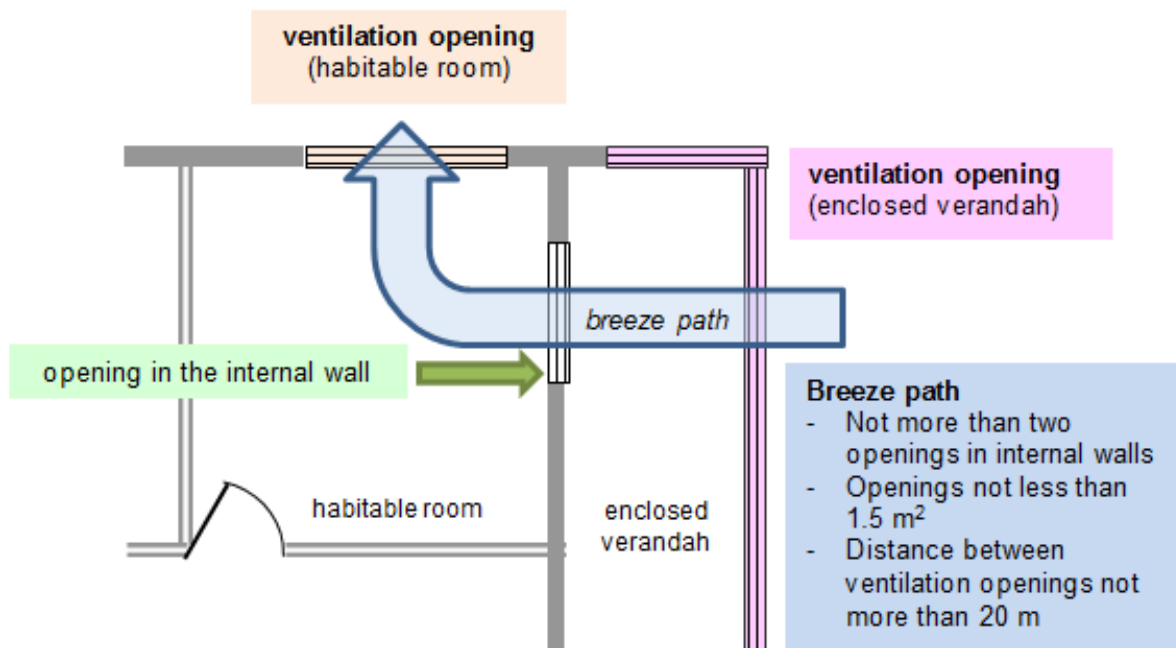 ventilation opening
(habitable room)
ventilation opening
(enclosed verandah)
breeze path
opening in the internal wall
Breeze path
- Not more than two
openings in internal walls
- Openings not less than
1.5 m²
- Distance between
ventilation openings not
more than 20 m
habitable room
enclosed
verandah